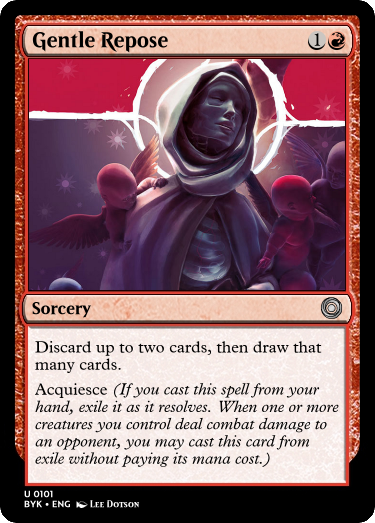 Gentle Repose 1
Sorcery
Discard up to two cards, then draw that
many cards.
Acquiesce (If you cast this spell from your
hand, exile it as it resolves. When one or more
creatures you control deal combat damage to
an opponent, you may cast this card from
exile without paying its mana cost.)
U 0101
BYK • ENG Lee Dotson